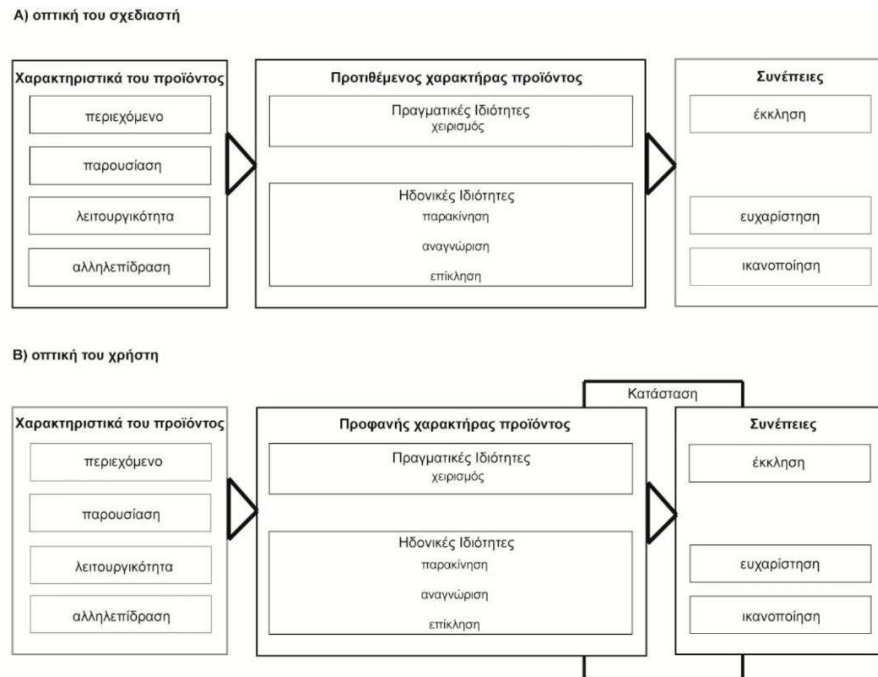 Α) οπτική του σχεδιαστή
Χαρακτηριστικά του προϊόντος
περιεχόμενο
παρουσίαση
λειτουργικότητα
αλληλεπίδραση
Προτιθέμενος χαρακτήρας προϊόντος
Πραγματικές Ιδιότητες
χειρισμός
Ηδονικές Ιδιότητες
παρακίνηση
αναγνώριση
επίκληση
Συνέπειες
έκκληση
ευχαρίστηση
ικανοποίηση
Β) οπτική του χρήστη
Κατάσταση
Χαρακτηριστικά του προϊόντος
περιεχόμενο
παρουσίαση
λειτουργικότητα
αλληλεπίδραση
Προφανής χαρακτήρας προϊόντος
Πραγματικές Ιδιότητες
χειρισμός
Ηδονικές Ιδιότητες
παρακίνηση
αναγνώριση
επίκληση
Συνέπειες
έκκληση
ευχαρίστηση
ικανοποίηση